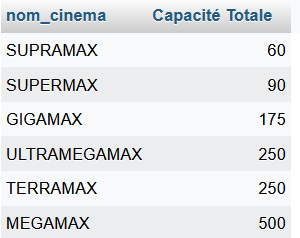 nom_cinema Capacité Totale
SUPRAMAX 60
SUPERMAX 90
GIGAMAX 175
ULTRAMEGAMAX 250
TERRAMAX 250
MEGAMAX 500